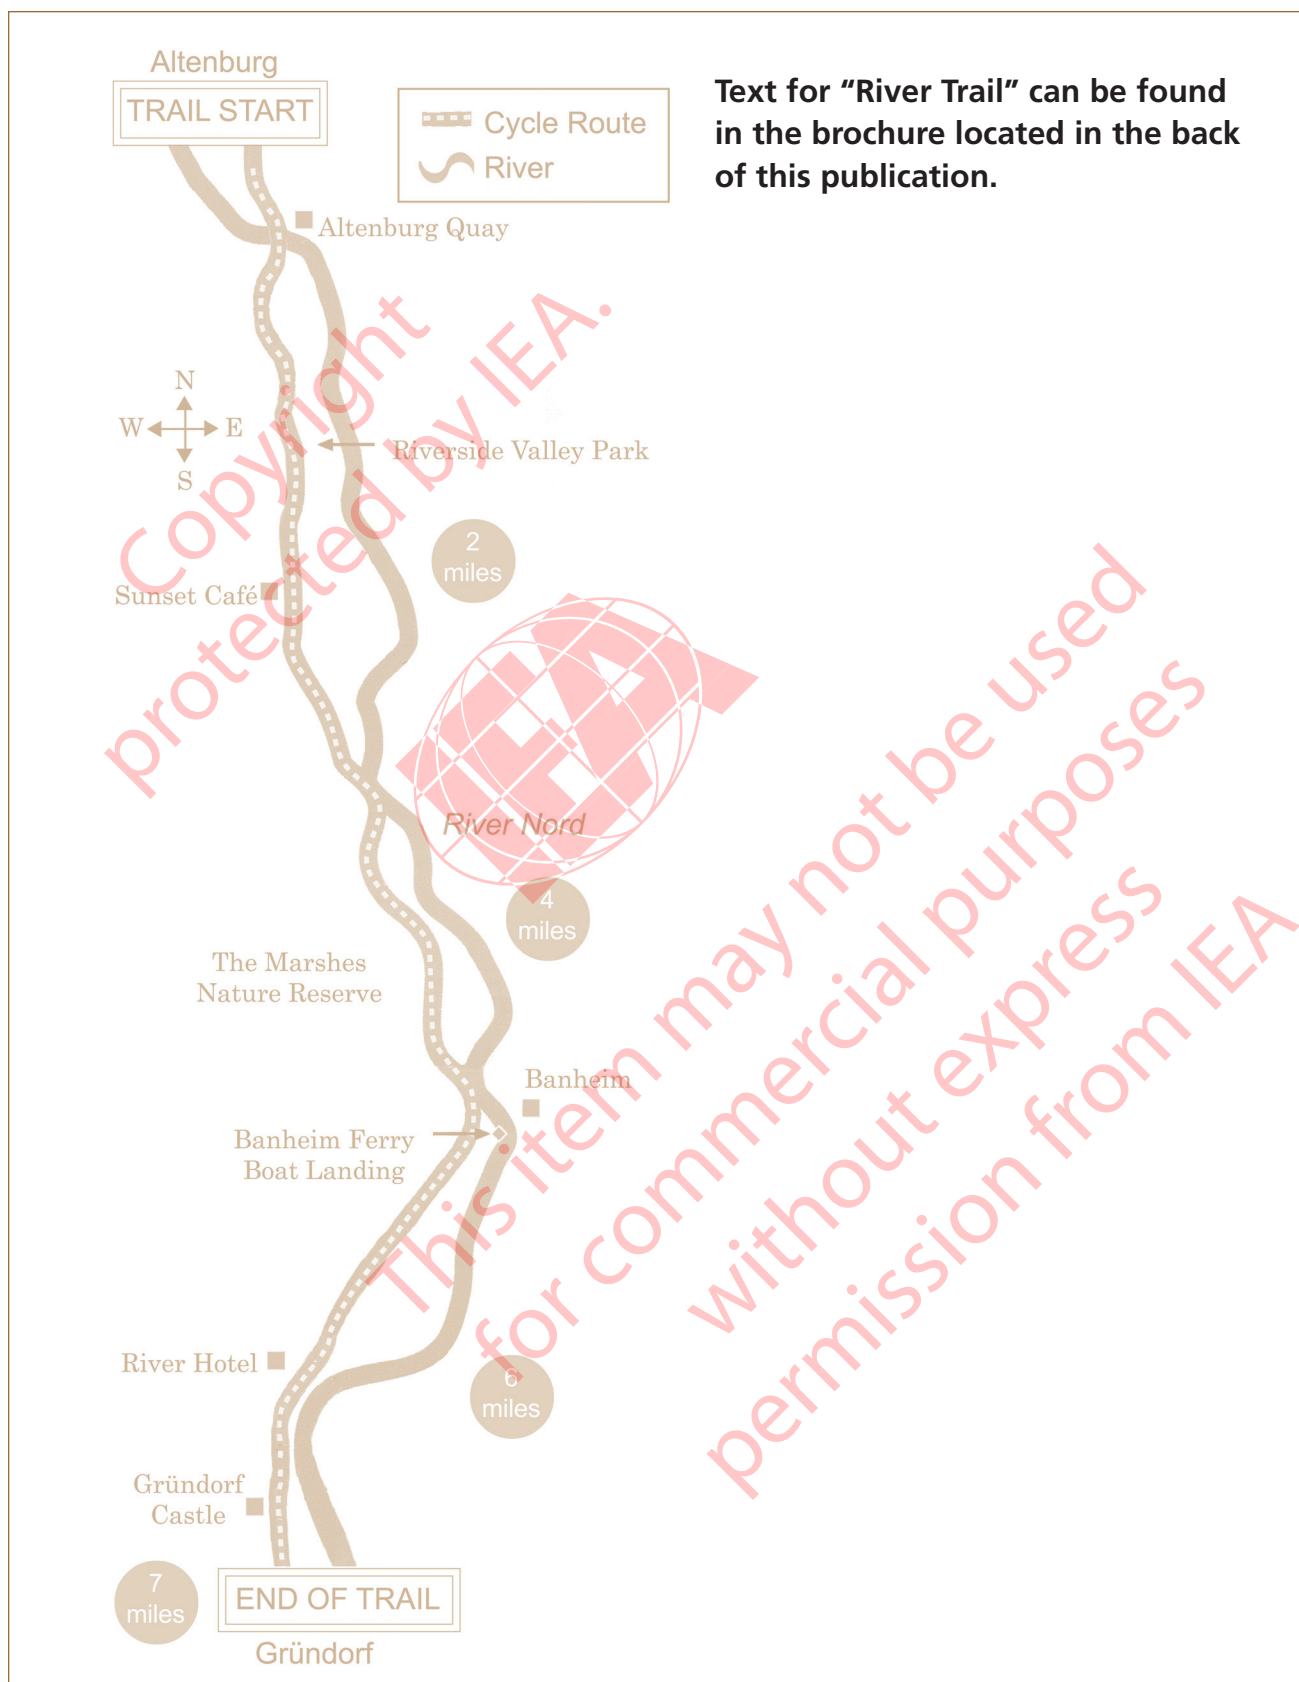 Altenburg
TRAIL START
Cycle Route
River
Text for “River Trail” can be found
in the brochure located in the back
of this publication.
Altenburg Quay
N
W E
S
Riverside Valley Park
2
miles
Sunset Café
River Nord
4
miles
The Marshes
Nature Reserve
Banheim
Banheim Ferry
Boat Landing
River Hotel
6
miles
Gründorf
Castle
7
miles
END OF TRAIL
Gründorf
Copyright
protected by IEA.
IEA
This item may not be used
for commercial purposes
without express
permission from IEA